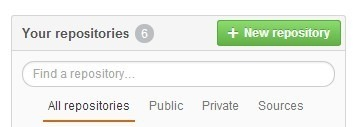 Your repositories 6 + New repository
Find a repository...
All repositories Public Private Sources